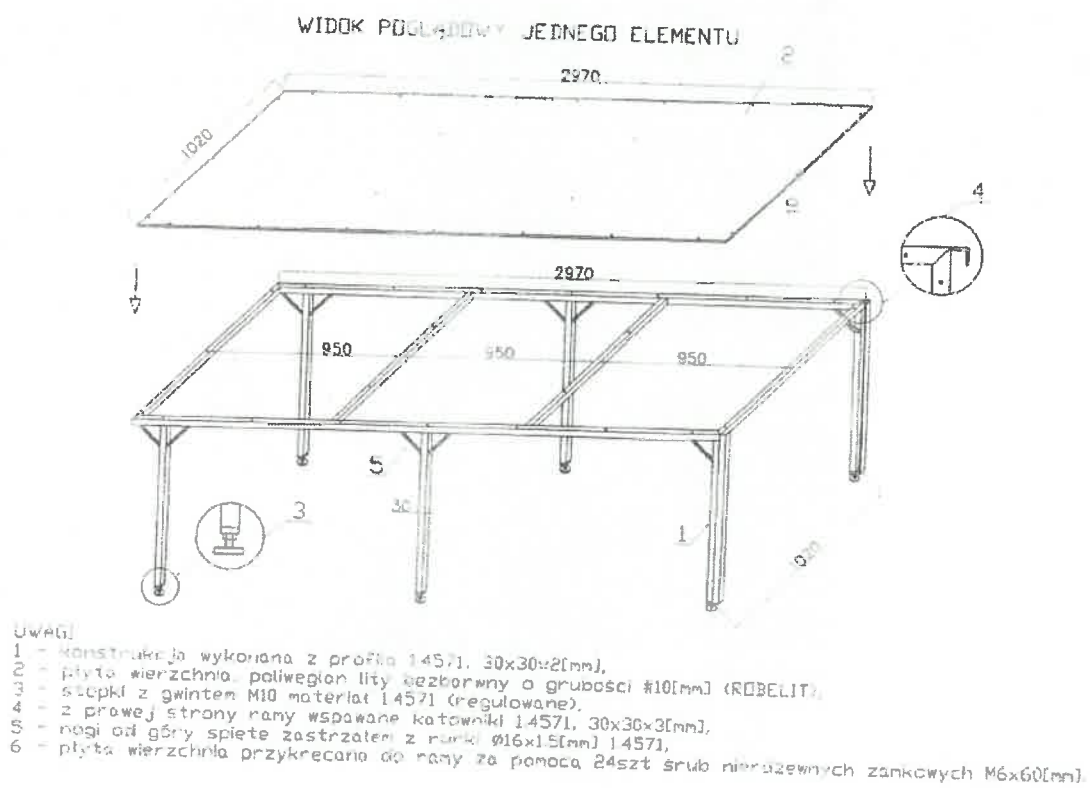 WIDOK POGLĄDOWY JEDNEGO ELEMENTU
2
2970
1020
10
4
2970
950 950 950
5
30
3
1
1020
UWAGI
1 - konstrukcja wykonana z profila 1.4571, 30x30x2[mm],
2 - płyta wierzchnia, poliwęglan lity bezbarwny o grubości #10[mm] (ROBELIT),
3 - stopki z gwintem M10 materiał 1.4571 (regulowane),
4 - z prawej strony ramy wspawane kątowniki 1.4571, 30x30x3[mm],
5 - nogi od góry spięte zastrzałem z rurki Ø16x1.5[mm] 1.4571,
6 - płyta wierzchnia przykręcana do ramy za pomocą 24szt śrub nierdzewnych zamkowych M6x60[mm].